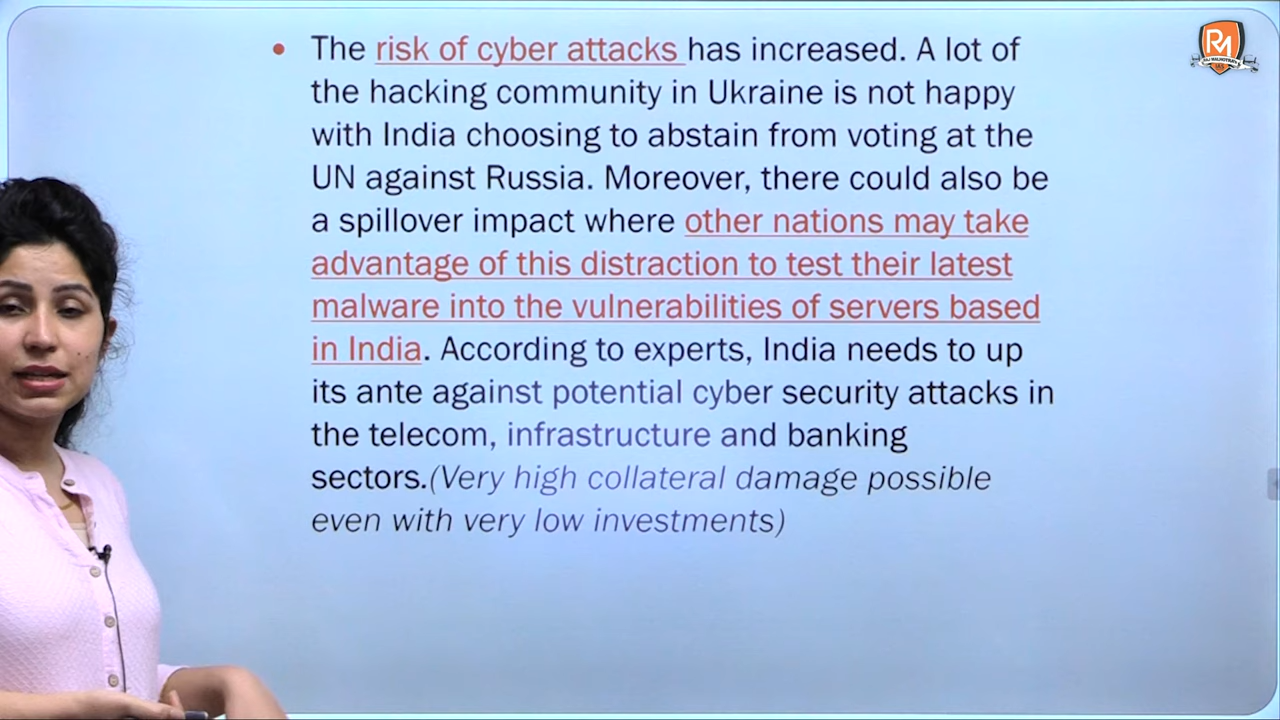 The risk of cyber attacks has increased. A lot of
the hacking community in Ukraine is not happy
with India choosing to abstain from voting at the
UN against Russia. Moreover, there could also be
a spillover impact where other nations may take
advantage of this distraction to test their latest
malware into the vulnerabilities of servers based
in India. According to experts, India needs to up
its ante against potential cyber security attacks in
the telecom, infrastructure and banking
sectors.(Very high collateral damage possible
even with very low investments)
RM